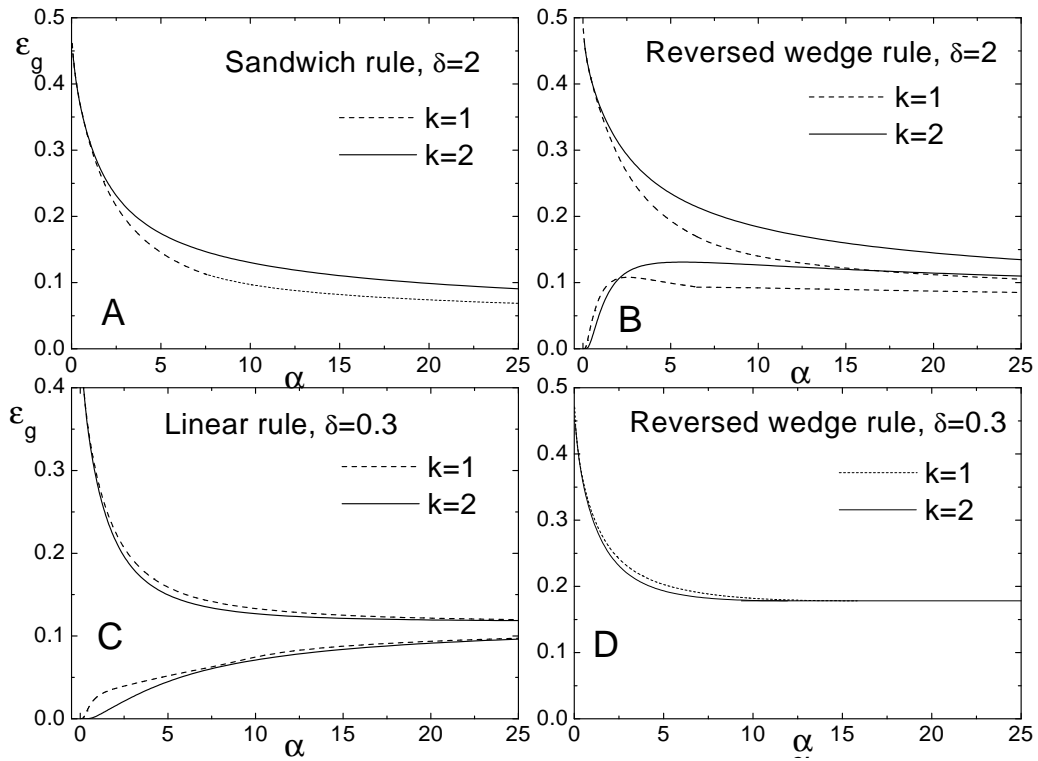 0.5
εg
0.4
0.3
0.2
0.1
0.0
Sandwich rule, δ=2
k=1
k=2
A
0 5 10 15 20 25
α
0.5
0.4
0.3
0.2
0.1
0.0
Reversed wedge rule, δ=2
k=1
k=2
B
0 5 10 15 20 25
α
0.4
εg
0.3
0.2
0.1
0.0
Linear rule, δ=0.3
k=1
k=2
C
0 5 10 15 20 25
α
0.5
0.4
0.3
0.2
0.1
0.0
Reversed wedge rule, δ=0.3
k=1
k=2
D
0 5 10 15 20 25
α